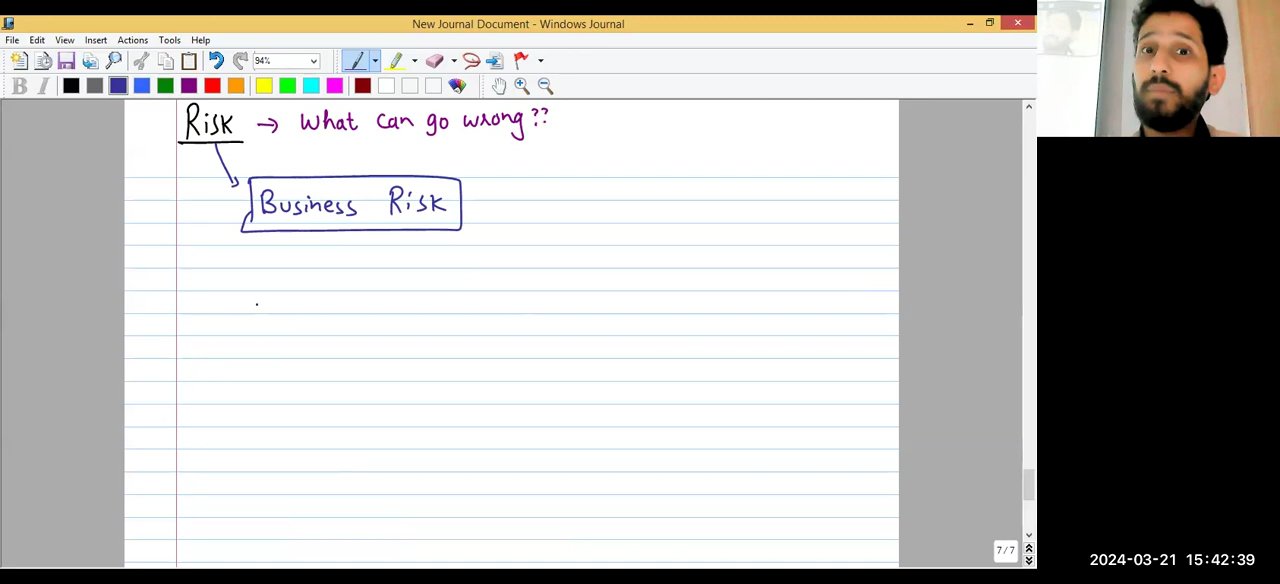 New Journal Document - Windows Journal
File Edit View Insert Actions Tools Help
94%
B I
Risk → What can go wrong ??
Business Risk
7 / 7
2024-03-21 15:42:39